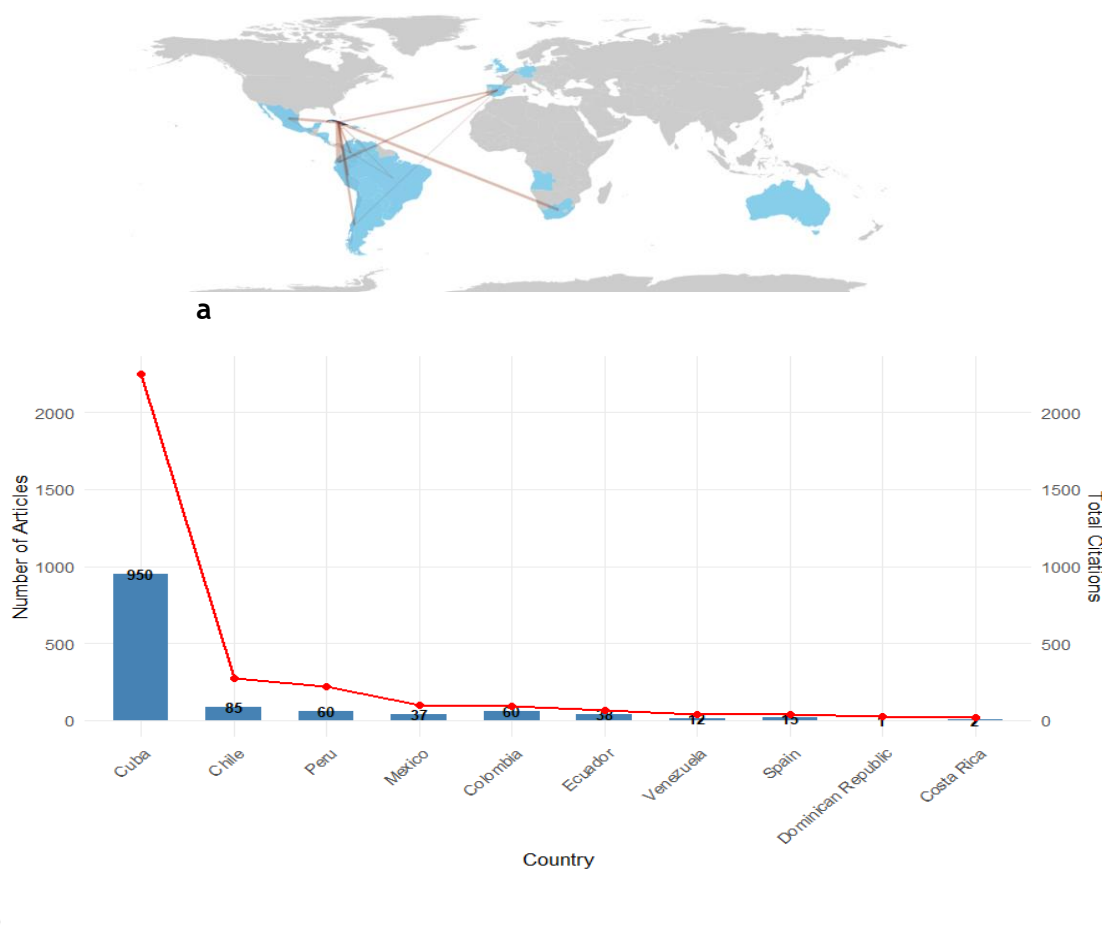 a
Number of Articles
2000
1500
1000
500
0
950
85
60
37
60
38
12
15
1
2
2000
1500
1000
500
0
Total Citations
Cuba
Chile
Peru
Mexico
Colombia
Ecuador
Venezuela
Spain
Dominican Republic
Costa Rica
Country